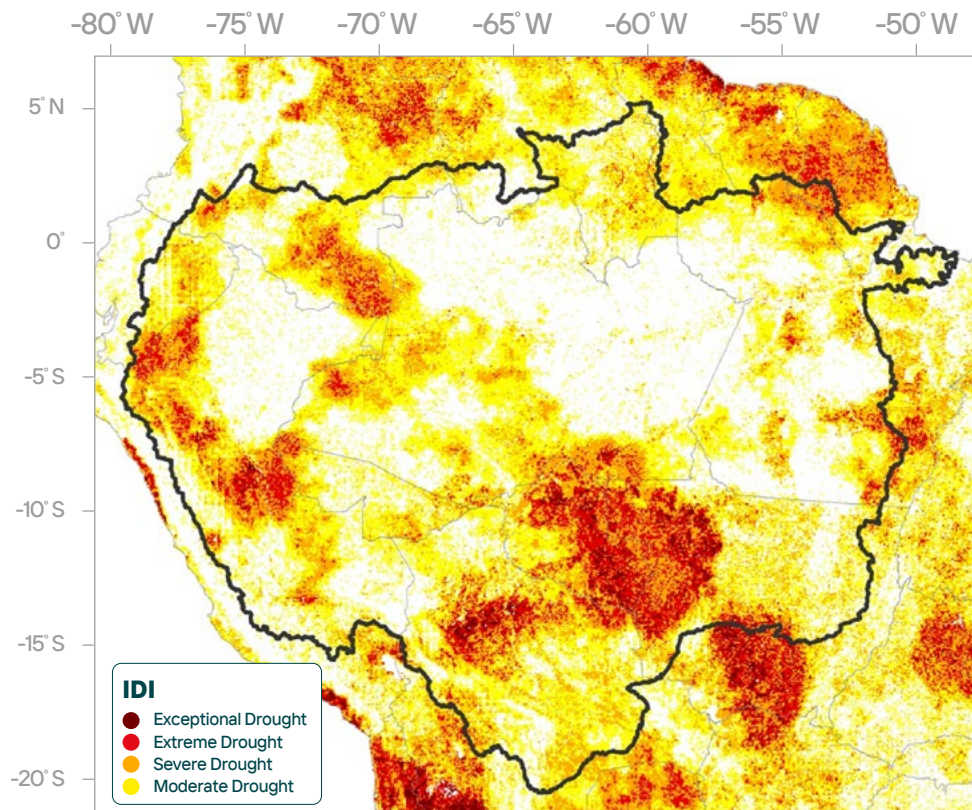 -80° -75° -70° -65° -60° -55° -50°
5°N
0°
-5°S
-10°S
-15°S
-20°S
IDI
Exceptional Drought
Extreme Drought
Severe Drought
Moderate Drought